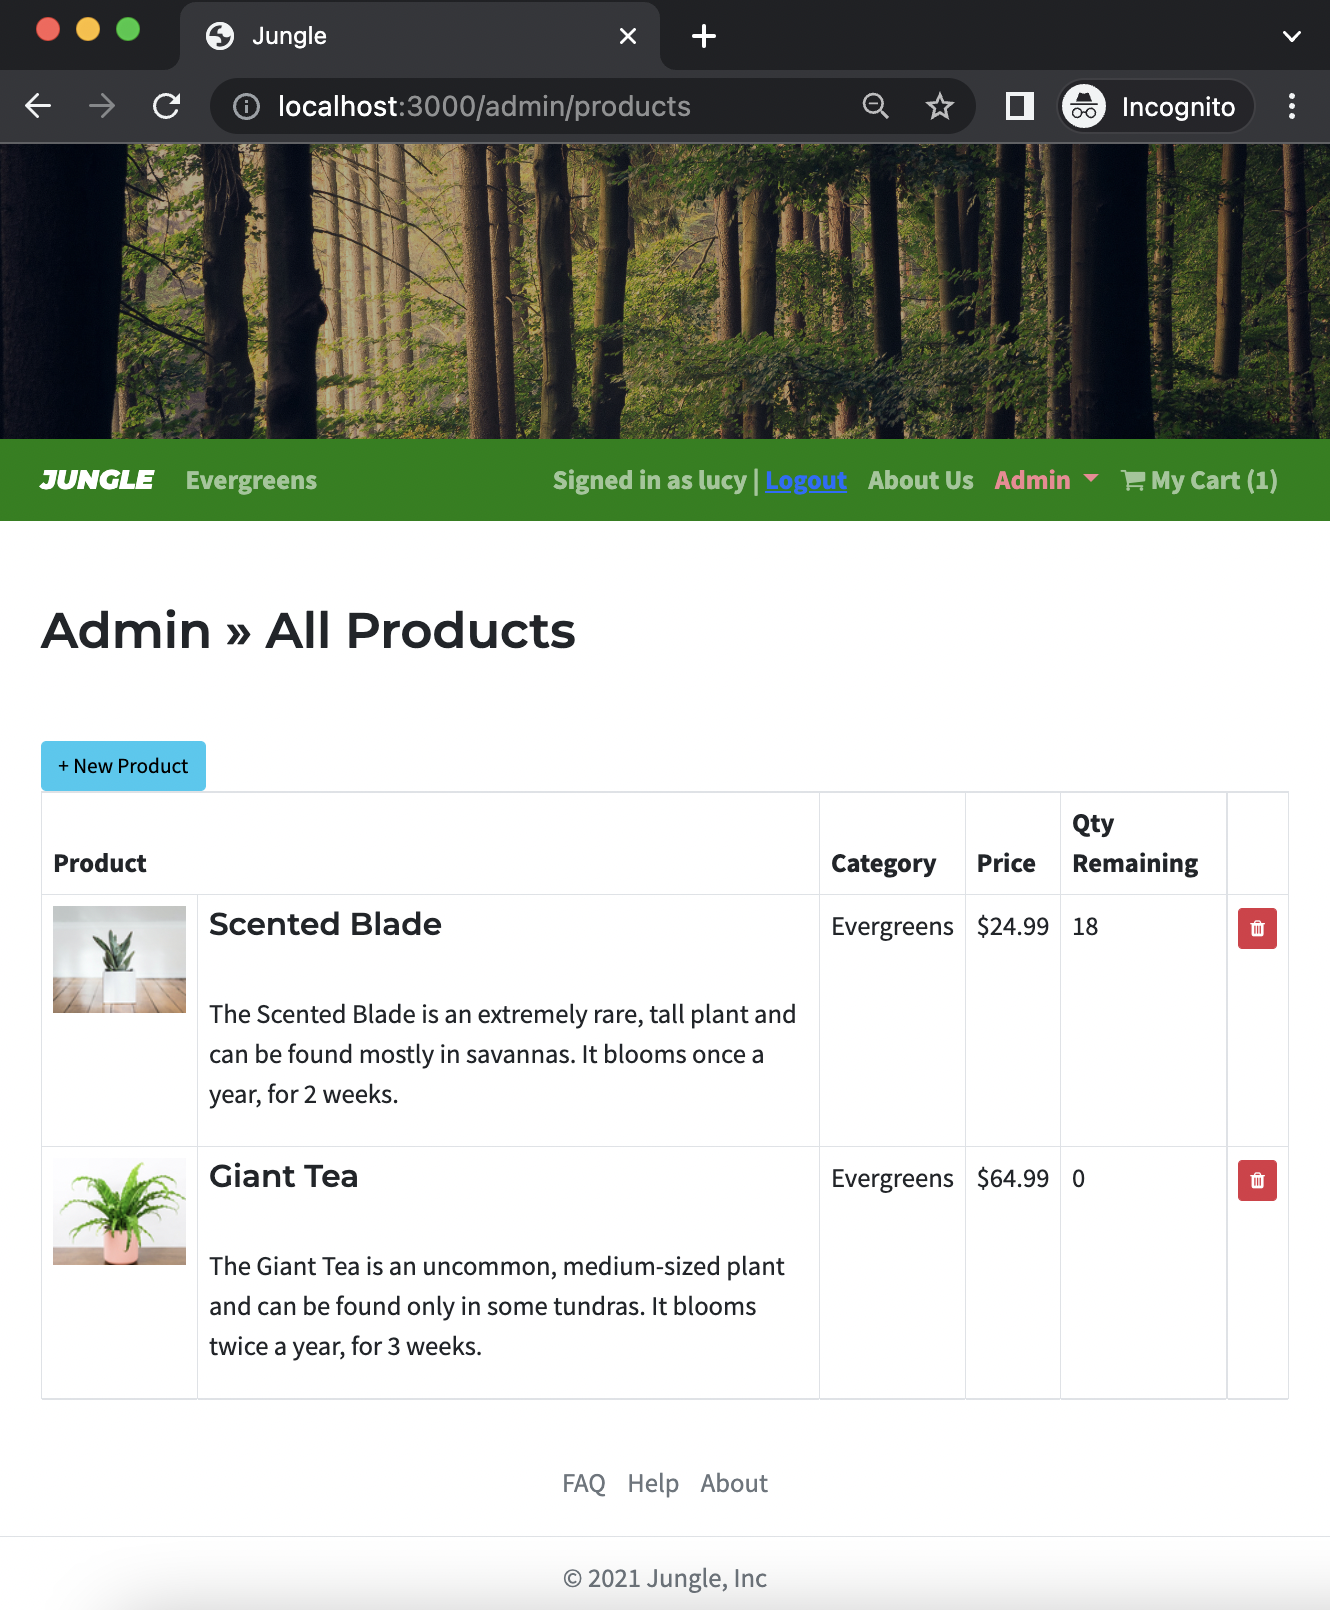 Jungle
localhost:3000/admin/products
Incognito
JUNGLE Evergreens Signed in as lucy | Logout About Us Admin My Cart (1)
Admin » All Products
+ New Product
Product Category Price Qty Remaining
Scented Blade Evergreens $24.99 18
The Scented Blade is an extremely rare, tall plant and
can be found mostly in savannas. It blooms once a
year, for 2 weeks.
Giant Tea Evergreens $64.99 0
The Giant Tea is an uncommon, medium-sized plant
and can be found only in some tundras. It blooms
twice a year, for 3 weeks.
FAQ Help About
© 2021 Jungle, Inc